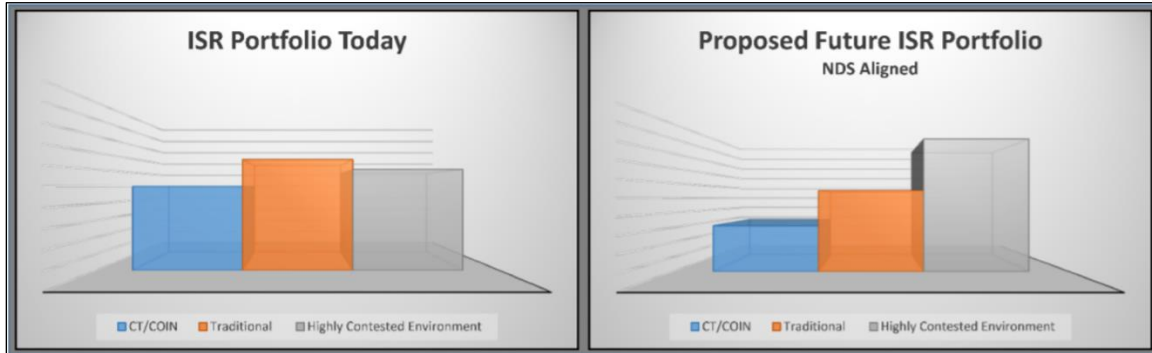 ISR Portfolio Today
CT/COIN Traditional Highly Contested Environment
Proposed Future ISR Portfolio
NDS Aligned
CT/COIN Traditional Highly Contested Environment